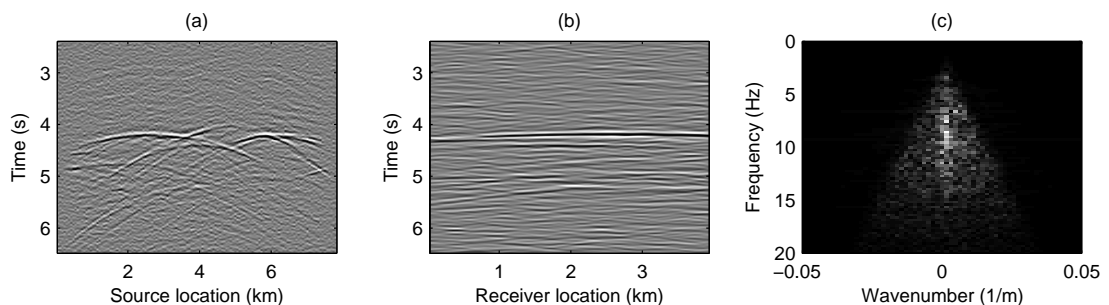 (a)
3
4
5
6
Time (s)
2
4
6
Source location (km)
(b)
3
4
5
6
Time (s)
1
2
3
Receiver location (km)
(c)
0
5
10
15
20
Frequency (Hz)
−0.05
0
0.05
Wavenumber (1/m)